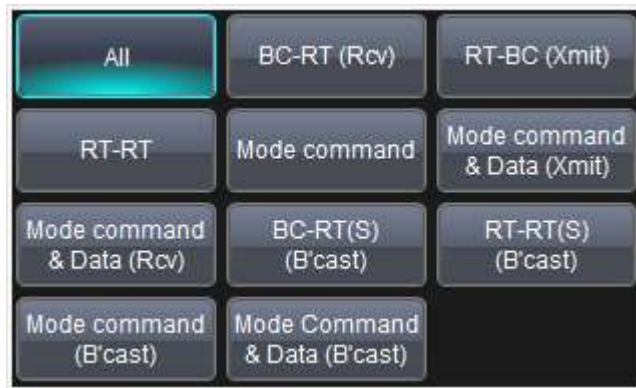 All
BC-RT (Rcv)
RT-BC (Xmit)
RT-RT
Mode command
Mode command
& Data (Xmit)
Mode command
& Data (Rcv)
BC-RT(S)
(B'cast)
RT-RT(S)
(B'cast)
Mode command
(B'cast)
Mode Command
& Data (B'cast)